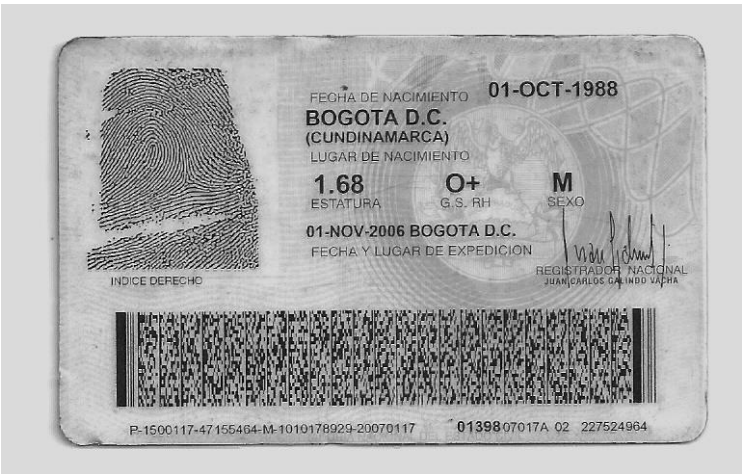 FECHA DE NACIMIENTO 01-OCT-1988
BOGOTA D.C.
(CUNDINAMARCA)
LUGAR DE NACIMIENTO
1.68 O+ M
ESTATURA G.S. RH SEXO
01-NOV-2006 BOGOTA D.C.
FECHA Y LUGAR DE EXPEDICION
REGISTRADOR NACIONAL
JUAN CARLOS GALINDO VACHA
INDICE DERECHO
P-1500117-47155464-M-1010178929-20070117 0139807017A 02 227524964